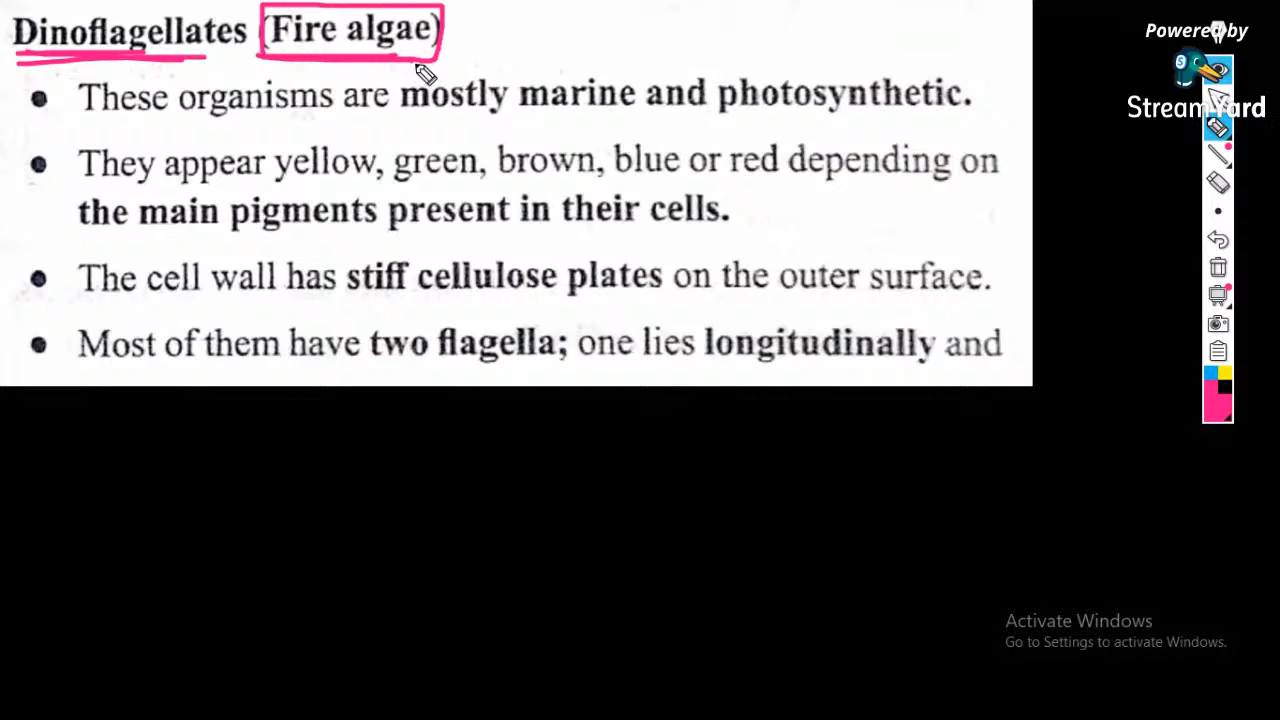 Dinoflagellates (Fire algae)
Powered by
StreamYard
• These organisms are mostly marine and photosynthetic.
• They appear yellow, green, brown, blue or red depending on
the main pigments present in their cells.
• The cell wall has stiff cellulose plates on the outer surface.
• Most of them have two flagella; one lies longitudinally and
Activate Windows
Go to Settings to activate Windows.